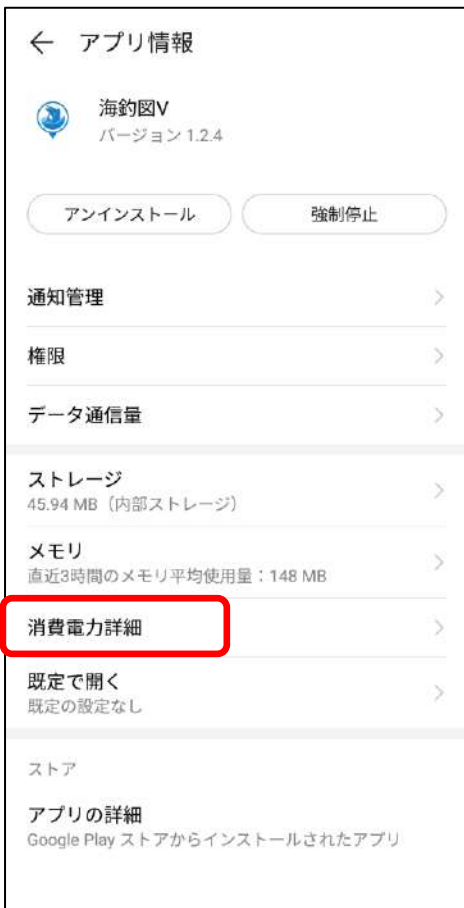 アプリ情報
海釣図V
バージョン 1.2.4
アンインストール
強制停止
通知管理
権限
データ通信量
ストレージ
45.94 MB（内部ストレージ）
メモリ
直近3時間のメモリ平均使用量：148 MB
消費電力詳細
既定で開く
既定の設定なし
ストア
アプリの詳細
Google Play ストアからインストールされたアプリ